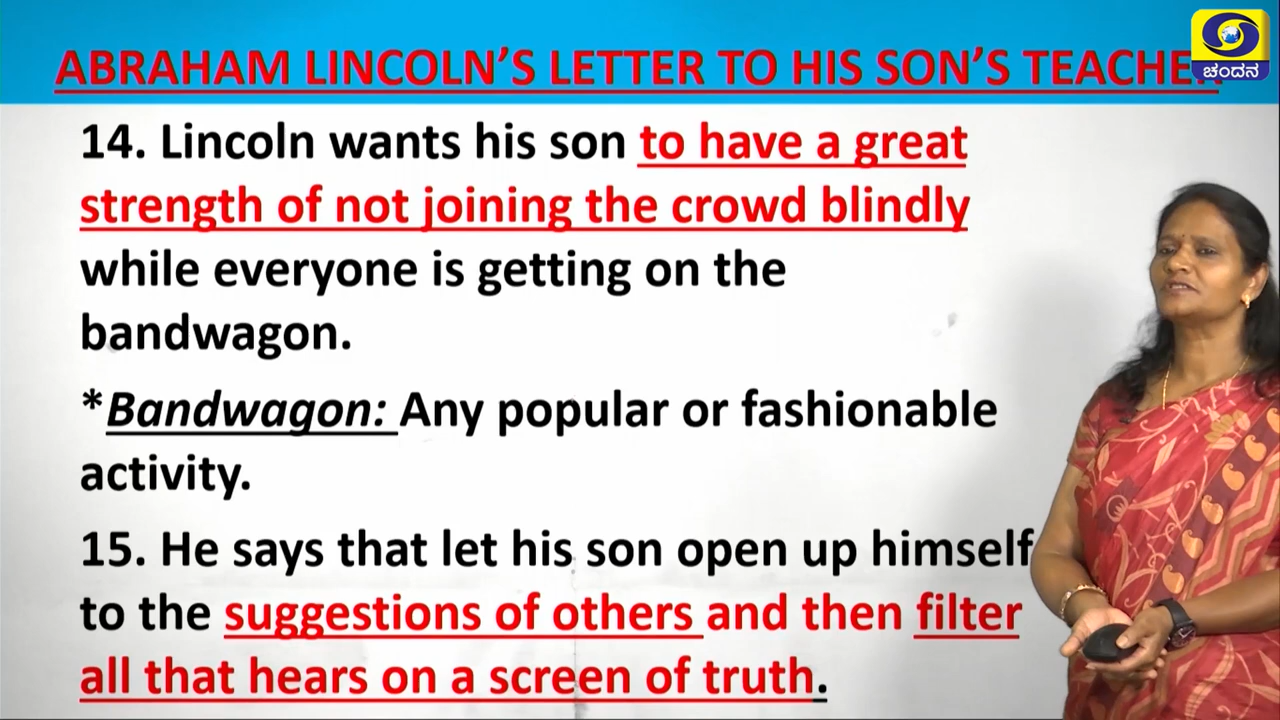 ABRAHAM LINCOLN'S LETTER TO HIS SON'S TEACHER
ಚಂದನ
14. Lincoln wants his son to have a great
strength of not joining the crowd blindly
while everyone is getting on the
bandwagon.
*Bandwagon: Any popular or fashionable
activity.
15. He says that let his son open up himself
to the suggestions of others and then filter
all that hears on a screen of truth.